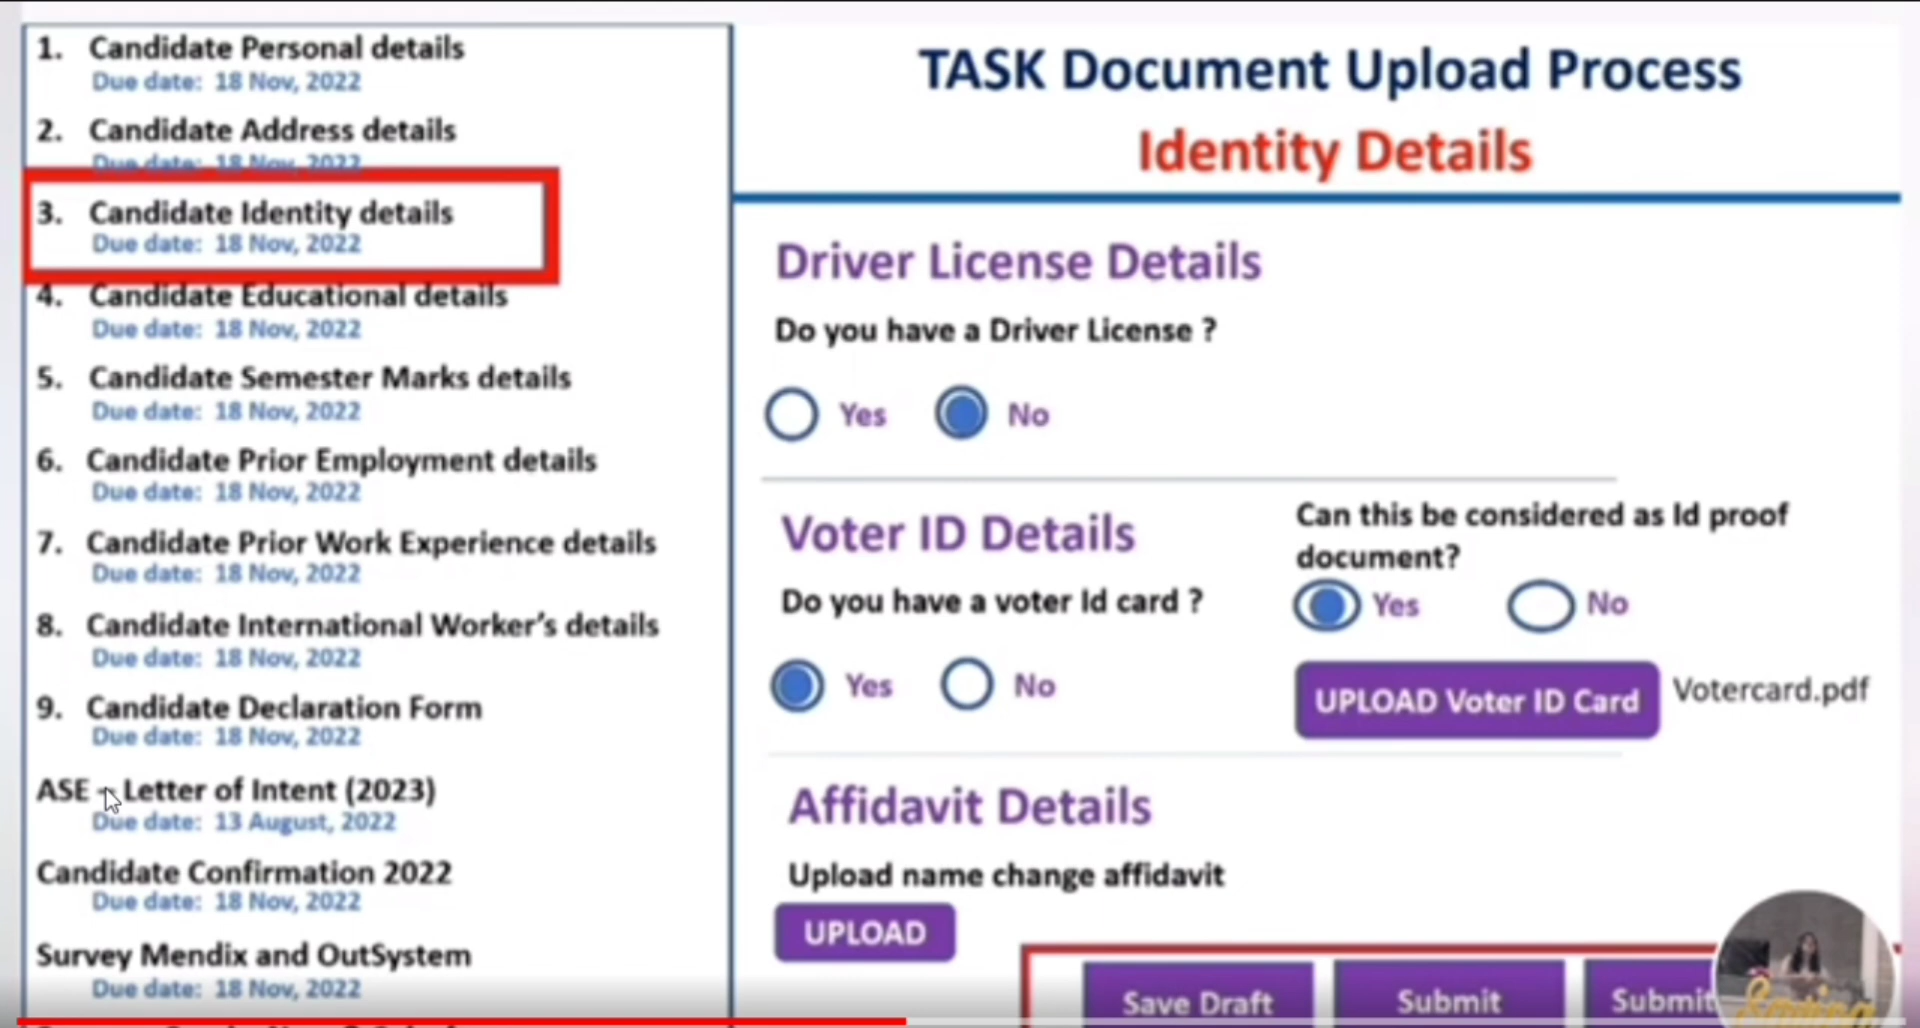 1. Candidate Personal details
Due date: 18 Nov, 2022
2. Candidate Address details
Due date: 18 Nov, 2022
3. Candidate Identity details
Due date: 18 Nov, 2022
4. Candidate Educational details
Due date: 18 Nov, 2022
5. Candidate Semester Marks details
Due date: 18 Nov, 2022
6. Candidate Prior Employment details
Due date: 18 Nov, 2022
7. Candidate Prior Work Experience details
Due date: 18 Nov, 2022
8. Candidate International Worker's details
Due date: 18 Nov, 2022
9. Candidate Declaration Form
Due date: 18 Nov, 2022
ASE - Letter of Intent (2023)
Due date: 13 August, 2022
Candidate Confirmation 2022
Due date: 18 Nov, 2022
Survey Mendix and OutSystem
Due date: 18 Nov, 2022
TASK Document Upload Process
Identity Details
Driver License Details
Do you have a Driver License ?
Yes No
Voter ID Details
Do you have a voter Id card ?
Yes No
Can this be considered as Id proof
document?
Yes No
UPLOAD Voter ID Card Votercard.pdf
Affidavit Details
Upload name change affidavit
UPLOAD
Save Draft Submit Submit